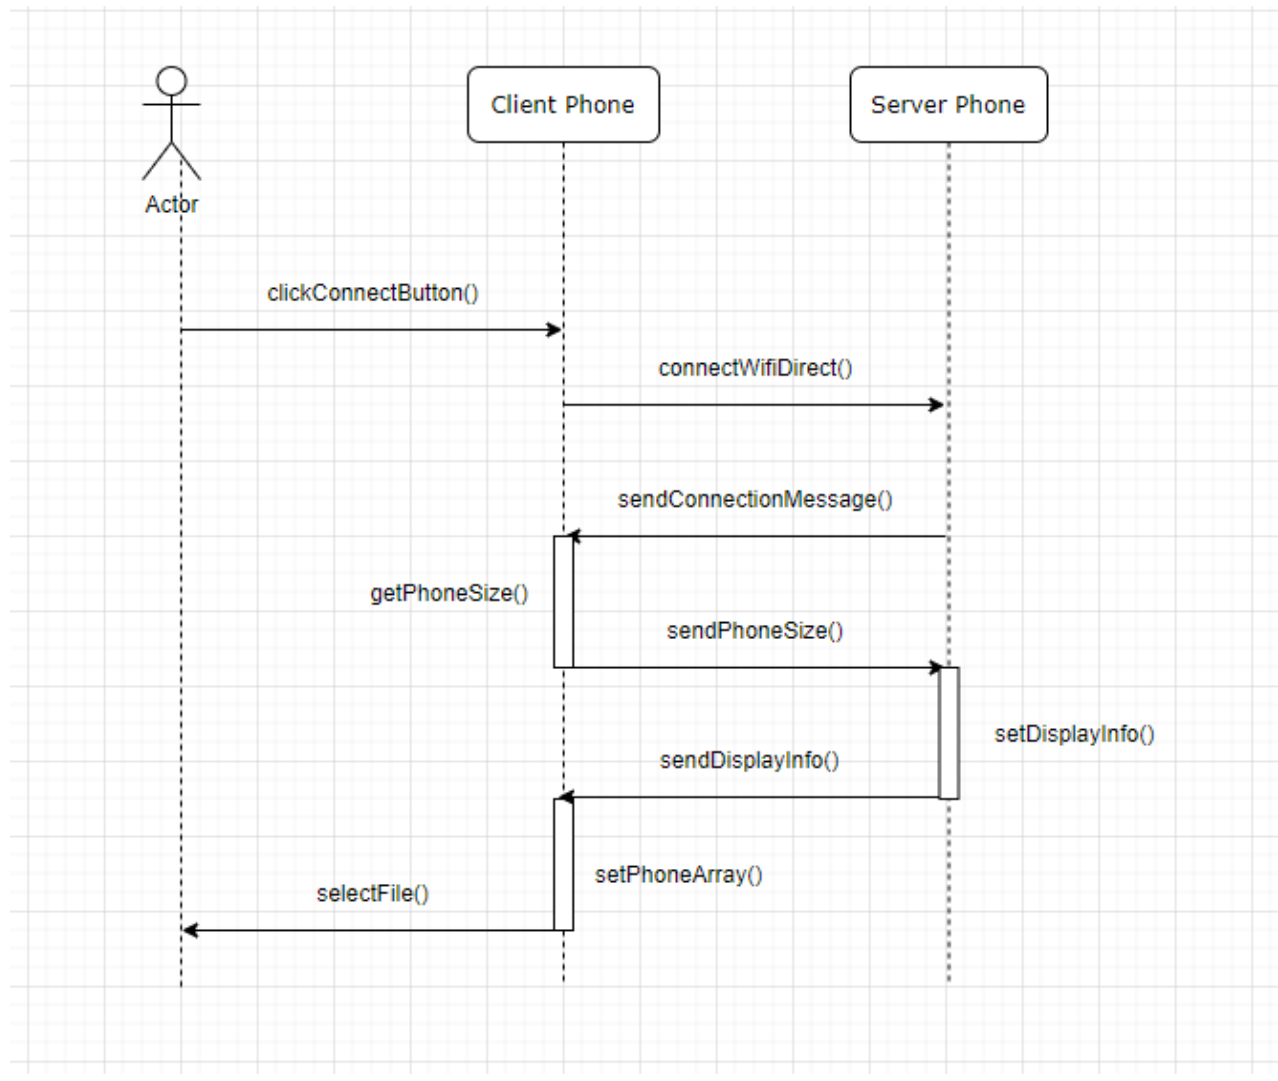 Client Phone
Server Phone
Actor
clickConnectButton()
connectWifiDirect()
sendConnectionMessage()
getPhoneSize()
sendPhoneSize()
setDisplayInfo()
sendDisplayInfo()
setPhoneArray()
selectFile()